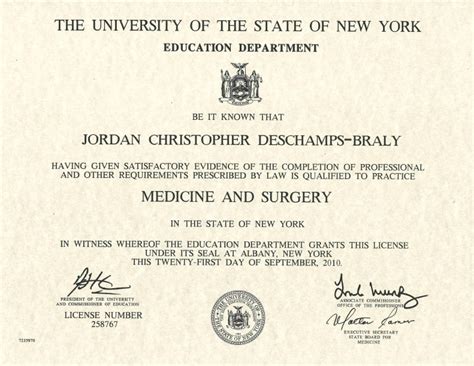 THE UNIVERSITY OF THE STATE OF NEW YORK
EDUCATION DEPARTMENT
BE IT KNOWN THAT
JORDAN CHRISTOPHER DESCHAMPS-BRALY
HAVING GIVEN SATISFACTORY EVIDENCE OF THE COMPLETION OF PROFESSIONAL
AND OTHER REQUIREMENTS PRESCRIBED BY LAW IS QUALIFIED TO PRACTICE
MEDICINE AND SURGERY
IN THE STATE OF NEW YORK
IN WITNESS WHEREOF THE EDUCATION DEPARTMENT GRANTS THIS LICENSE
UNDER ITS SEAL AT ALBANY, NEW YORK
THIS TWENTY-FIRST DAY OF SEPTEMBER, 2010.
PRESIDENT OF THE UNIVERSITY
AND COMMISSIONER OF EDUCATION
LICENSE NUMBER
258767
ASSOCIATE COMMISSIONER
OFFICE OF THE PROFESSIONS
EXECUTIVE SECRETARY
STATE BOARD FOR
MEDICINE